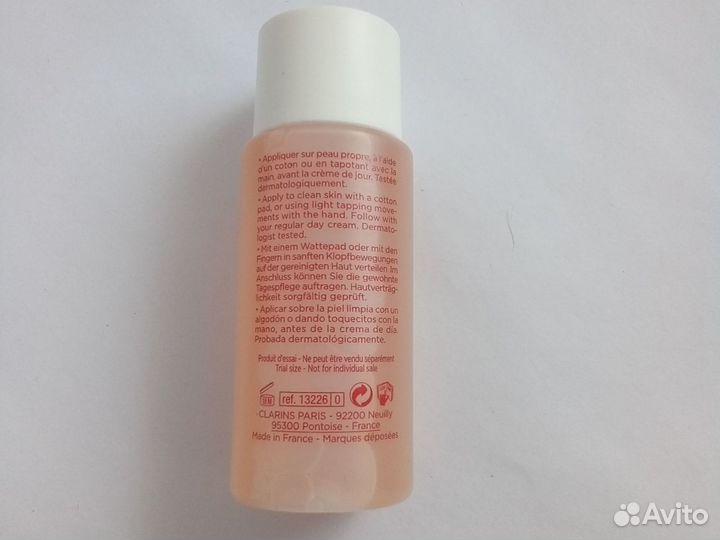 • Appliquer sur peau propre, à l'aide
d'un coton ou en tapotant avec la
main, avant la crème de jour. Testée
dermatologiquement.
• Apply to clean skin with a cotton
pad, or using light tapping move-
ments with the hand. Follow with
your regular day cream. Dermato-
logist tested.
• Mit einem Wattepad oder mit den
Fingern in sanften Klopfbewegungen
auf der gereinigten Haut verteilen. Im
Anschluss können Sie die gewohnte
Tagespflege auftragen. Hautverträg-
lichkeit sorgfältig geprüft.
• Aplicar sobre la piel limpia con un
algodón o dando toquecitos con la
mano, antes de la crema de día.
Probada dermatológicamente.
Produit d'essai - Ne peut être vendu séparément
Trial size - Not for individual sale
18M ref. 13226 0
CLARINS PARIS - 92200 Neuilly
95300 Pontoise - France
Made in France - Marques déposées
Avito